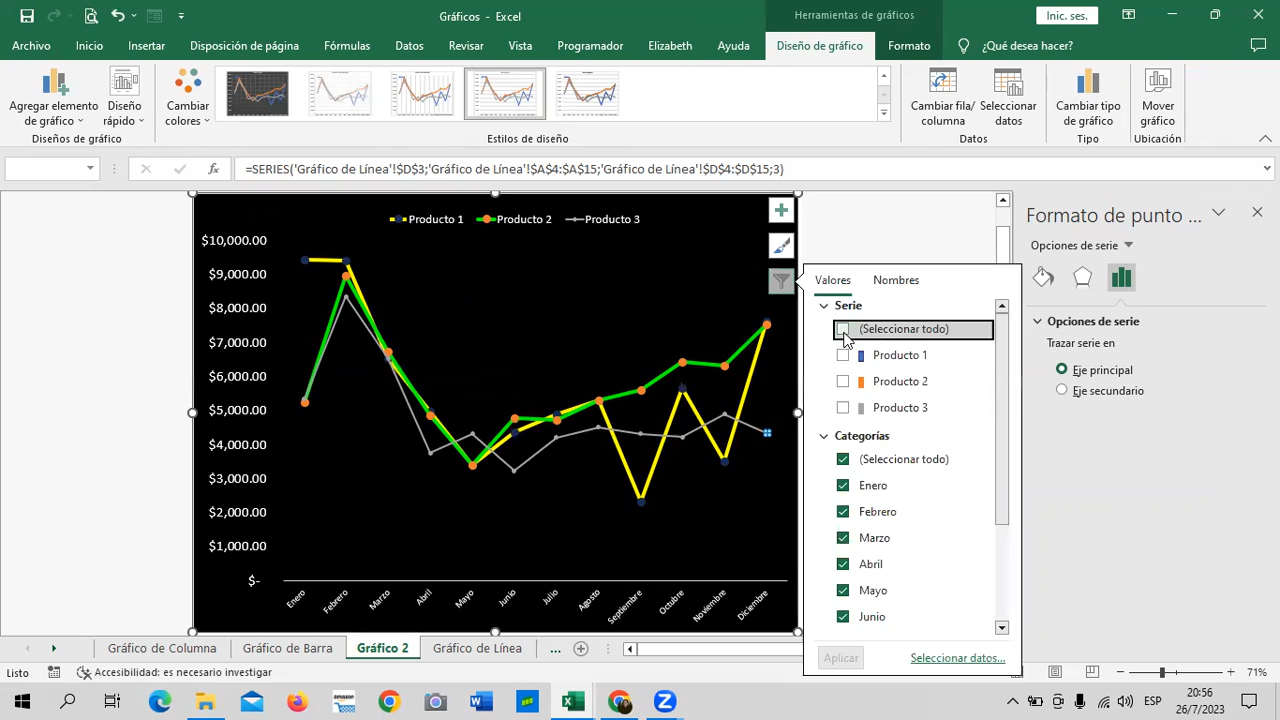 Gráficos - Excel
Herramientas de gráficos
Inic. ses.
Archivo
Inicio
Insertar
Disposición de página
Fórmulas
Datos
Revisar
Vista
Programador
Elizabeth
Ayuda
Diseño de gráfico
Formato
¿Qué desea hacer?
Agregar elemento
de gráfico
Diseño
rápido
Cambiar
colores
Cambiar fila/
columna
Seleccionar
datos
Cambiar tipo
de gráfico
Mover
gráfico
Diseños de gráfico
Estilos de diseño
Datos
Tipo
Ubicación
fx
=SERIES('Gráfico de Línea'!$D$3;'Gráfico de Línea'!$A$4:$A$15;'Gráfico de Línea'!$D$4:$D$15;3)
Producto 1
Producto 2
Producto 3
$10,000.00
$9,000.00
$8,000.00
$7,000.00
$6,000.00
$5,000.00
$4,000.00
$3,000.00
$2,000.00
$1,000.00
$-
Enero
Febrero
Marzo
Abril
Mayo
Junio
Julio
Agosto
Septiembre
Octubre
Noviembre
Diciembre
Valores
Nombres
Serie
(Seleccionar todo)
Producto 1
Producto 2
Producto 3
Categorías
(Seleccionar todo)
Enero
Febrero
Marzo
Abril
Mayo
Junio
Aplicar
Seleccionar datos...
Formato de punto ...
Opciones de serie
Opciones de serie
Trazar serie en
Eje principal
Eje secundario
Gráfico de Columna
Gráfico de Barra
Gráfico 2
Gráfico de Línea
...
Listo
Accesibilidad: es necesario investigar
71%
ESP
20:56
26/7/2023